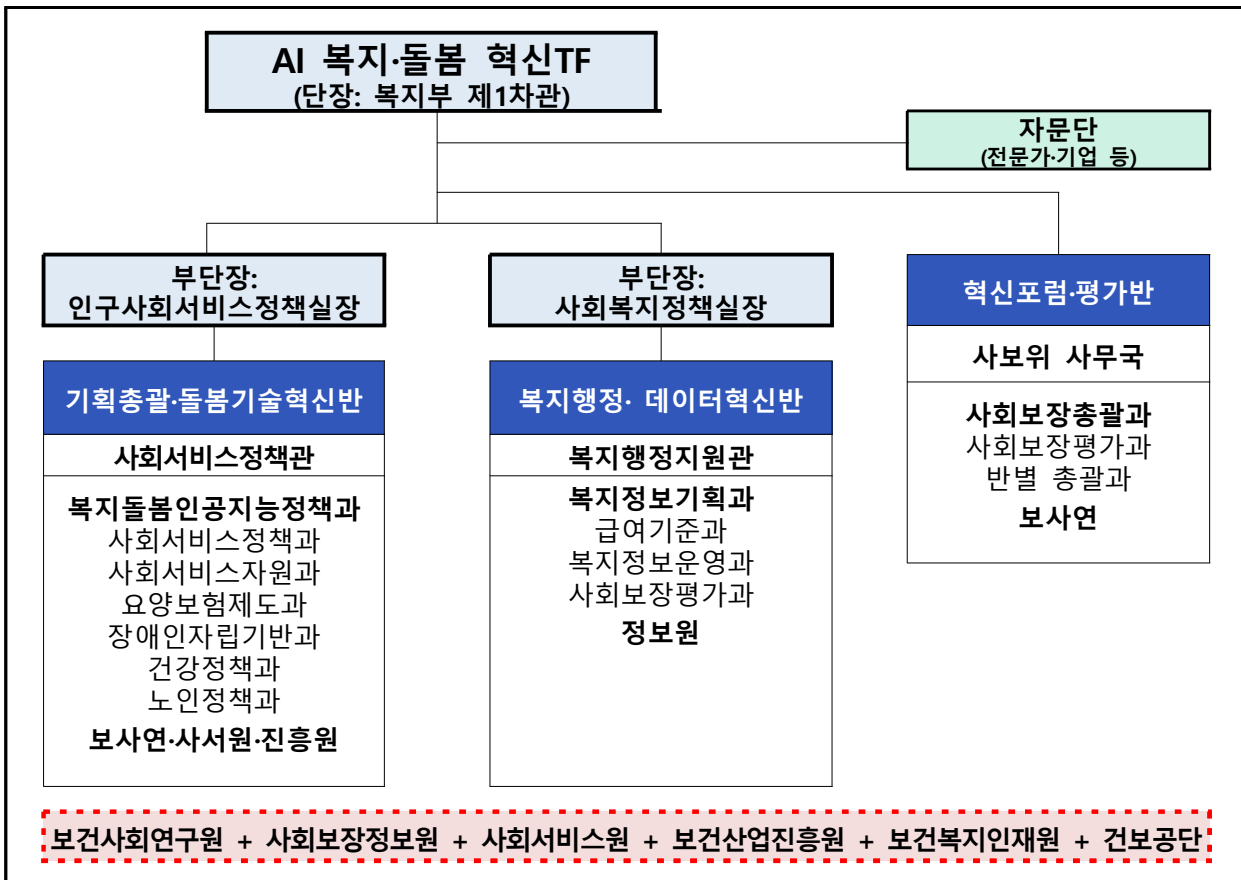 AI 복지·돌봄 혁신TF
(단장: 복지부 제1차관)
자문단
(전문가·기업 등)
부단장:
인구사회서비스정책실장
기획총괄·돌봄기술혁신반
사회서비스정책관
복지돌봄인공지능정책과
사회서비스정책과
사회서비스자원과
요양보험제도과
장애인자립기반과
건강정책과
노인정책과
보사연·사서원·진흥원
부단장:
사회복지정책실장
복지행정· 데이터혁신반
복지행정지원관
복지정보기획과
급여기준과
복지정보운영과
사회보장평가과
정보원
혁신포럼·평가반
사보위 사무국
사회보장총괄과
사회보장평가과
반별 총괄과
보사연
보건사회연구원 + 사회보장정보원 + 사회서비스원 + 보건산업진흥원 + 보건복지인재원 + 건보공단